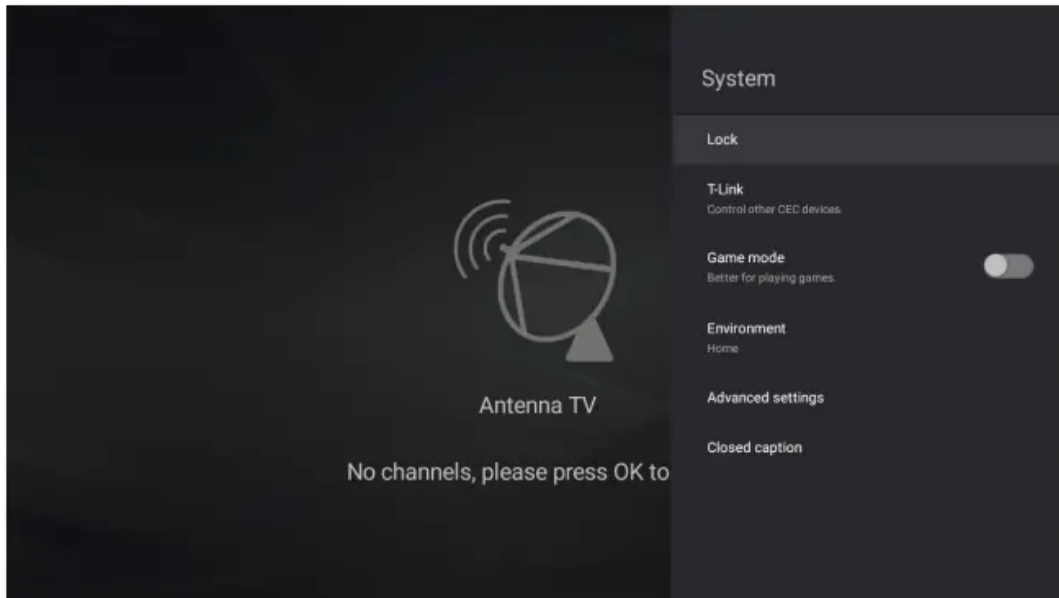 System
Lock
T-Link
Control other CEC devices.
Game mode
Better for playing games.
Environment
Home
Advanced settings
Closed caption
Antenna TV
No channels, please press OK to